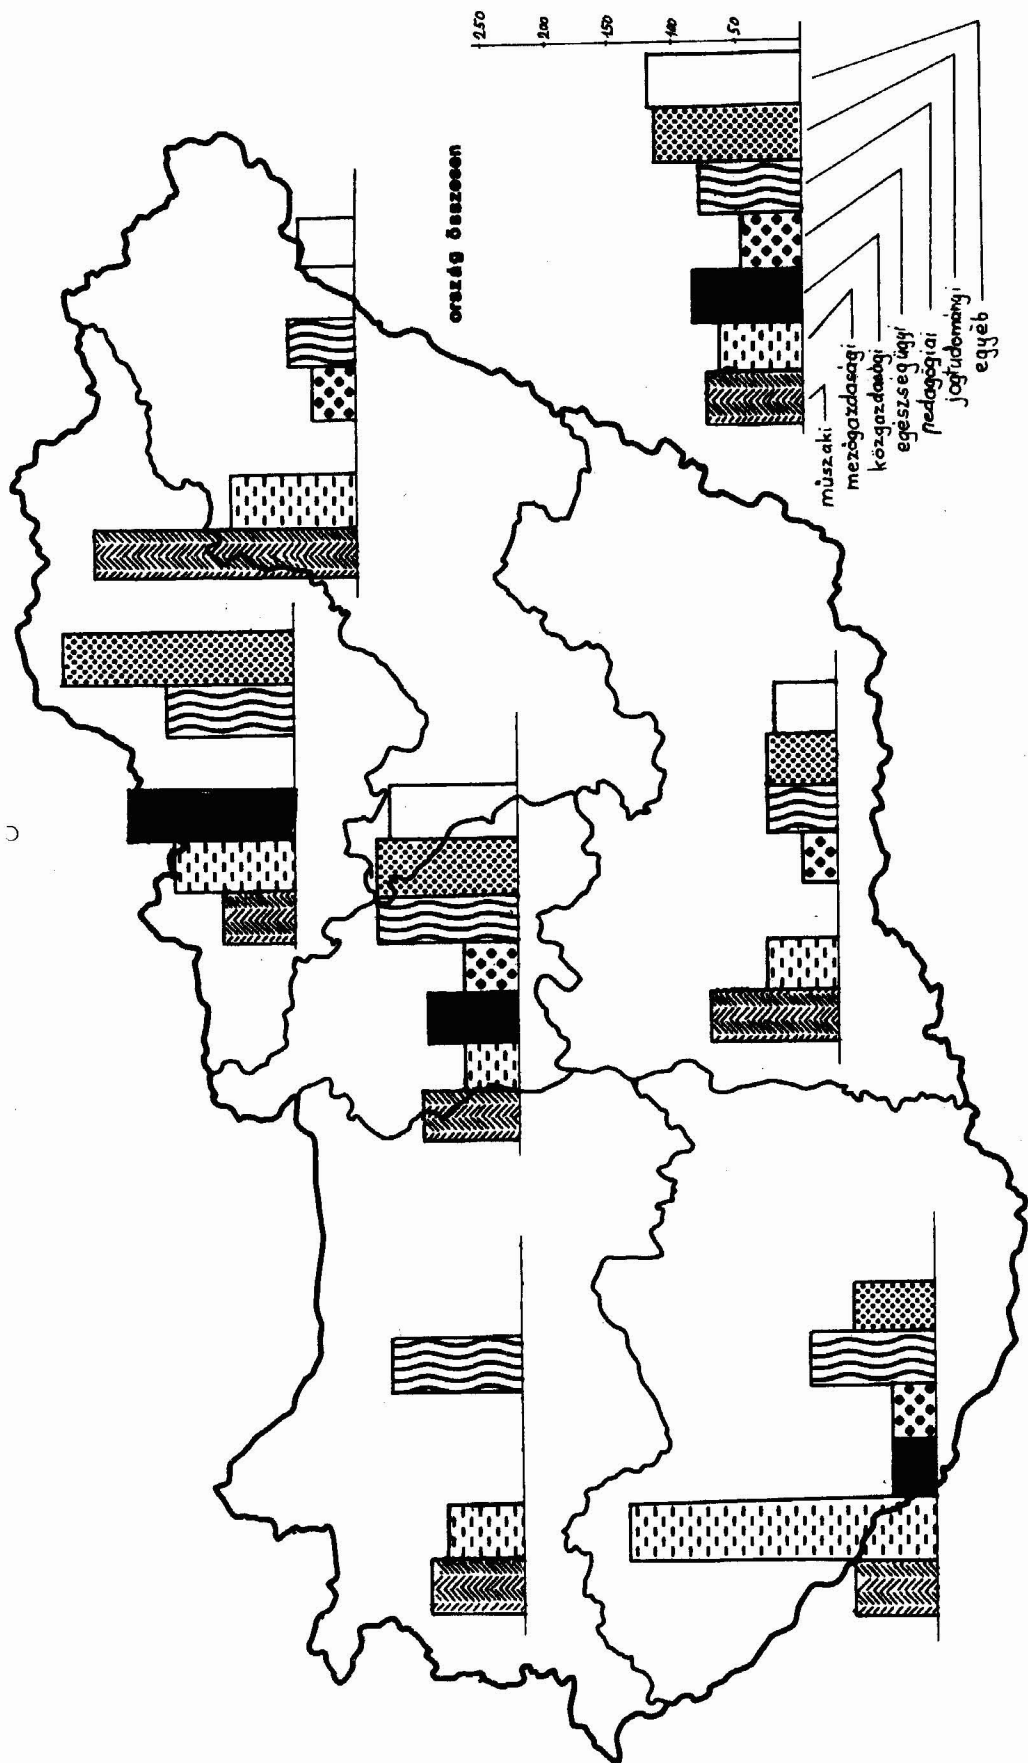 250
200
150
100
50
ország összesen
műszaki
mezőgazdasági
közgazdasági
egészségügyi
pedagógiai
jogtudományi
egyéb